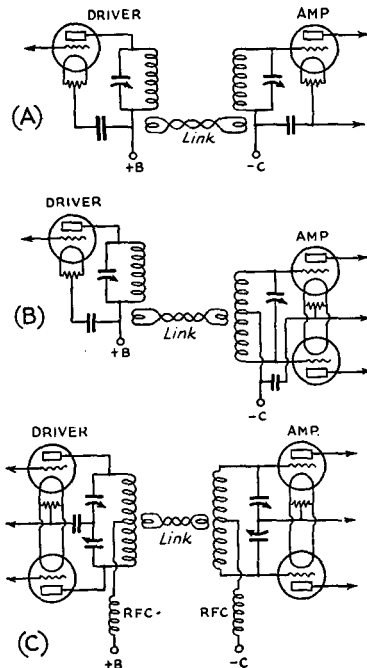 DRIVER AMP
(A)
Link
+B -C
DRIVER
AMP
(B)
Link
+B
-C
DRIVER AMP.
Link
(C)
RFC- RFC
+B -C